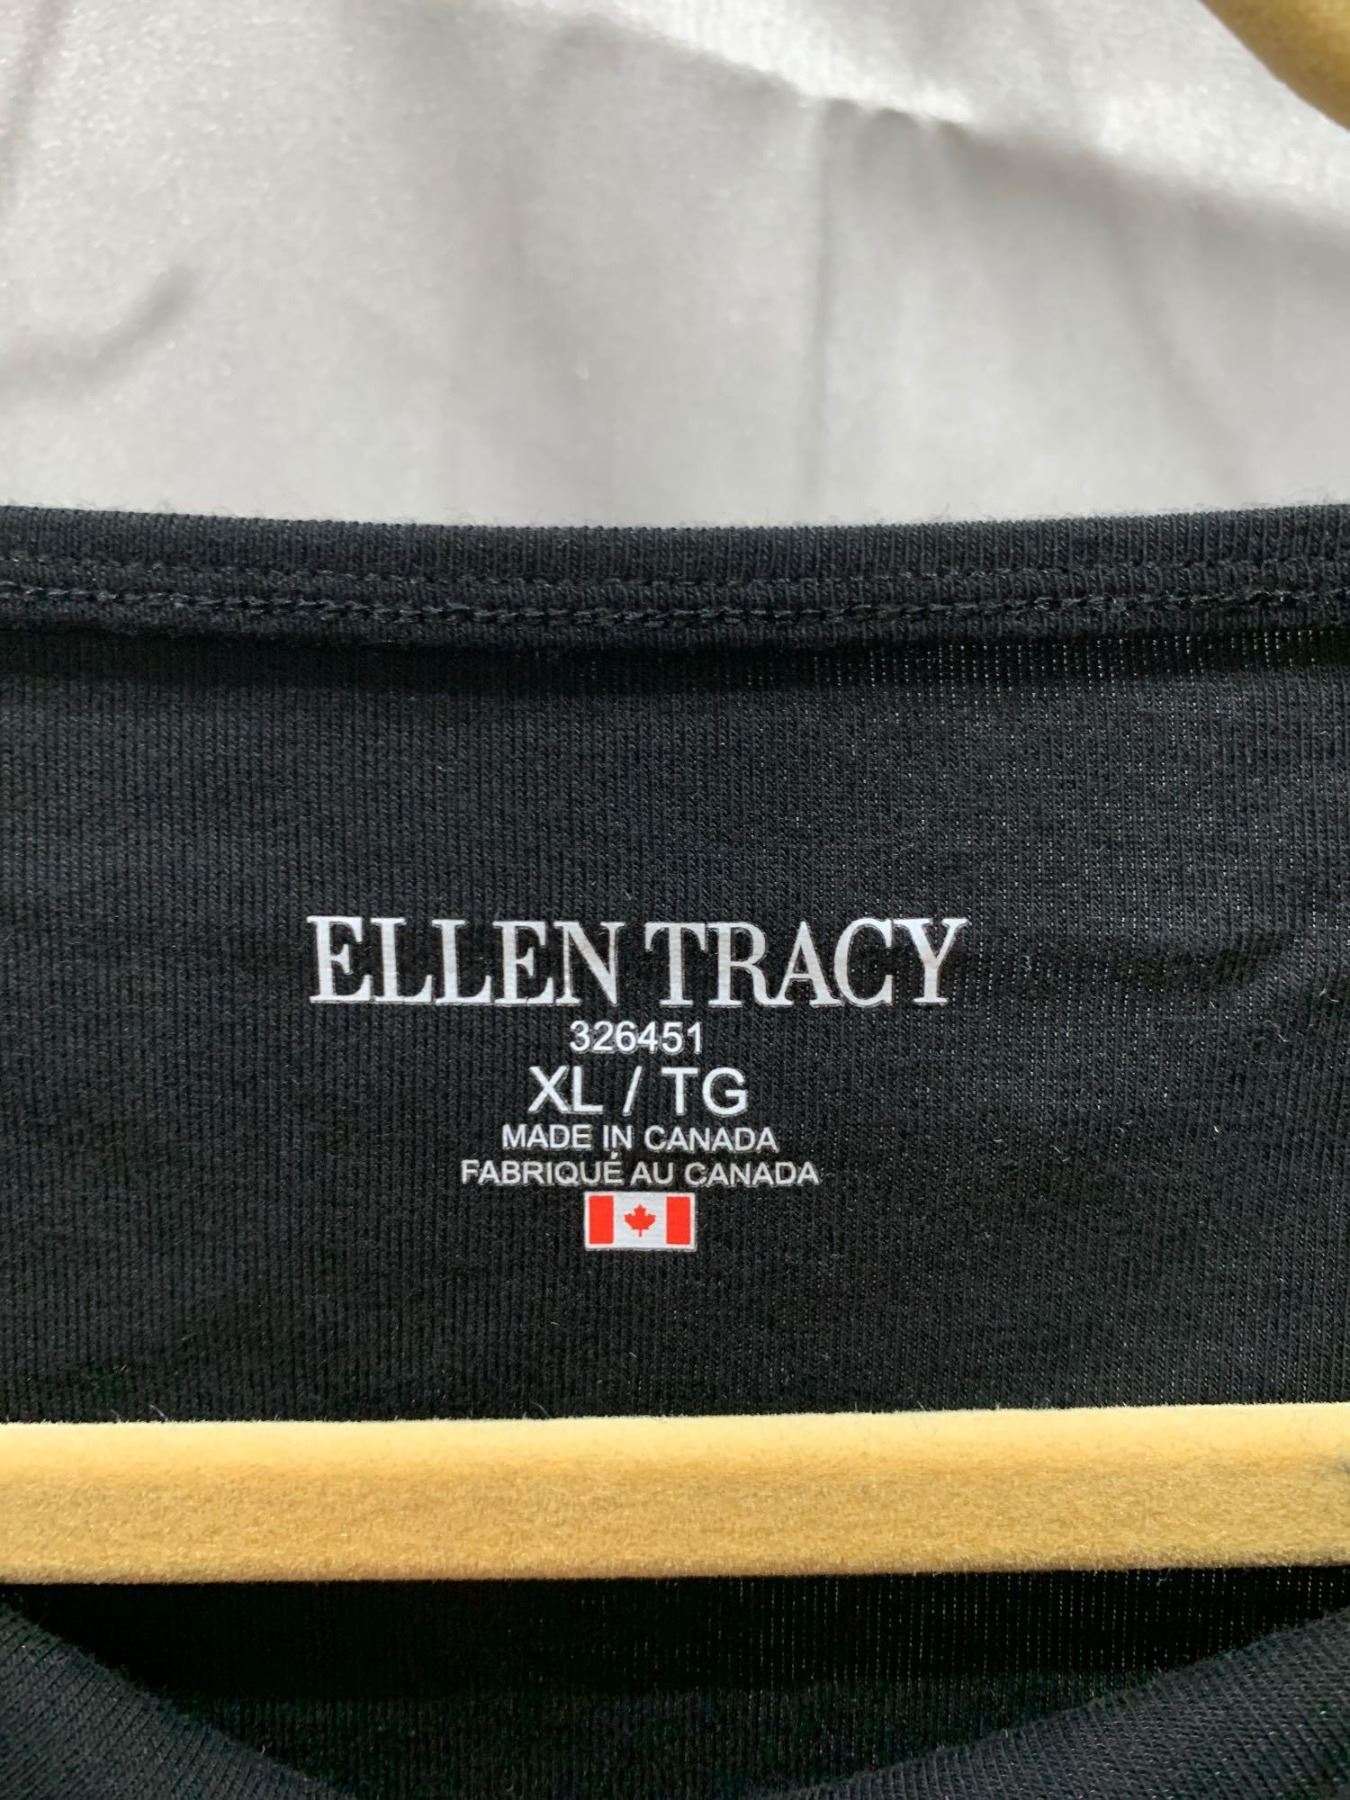 ELLEN TRACY
326451
XL / TG
MADE IN CANADA
FABRIQUÉ AU CANADA